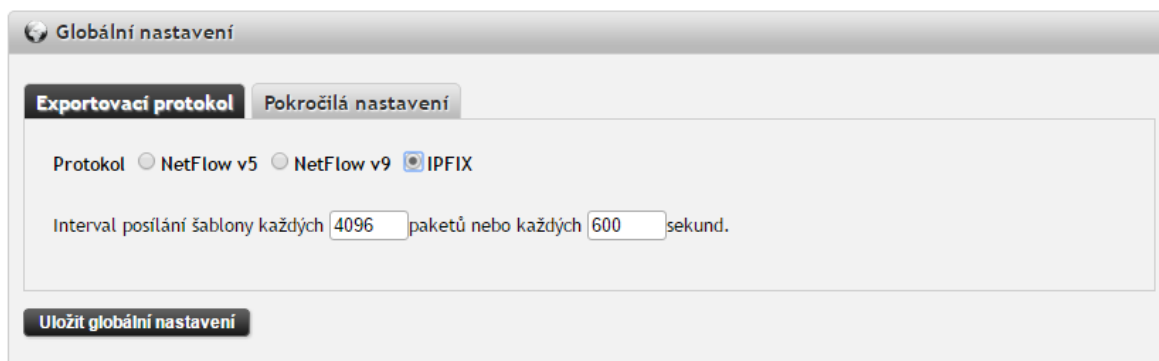 Globální nastavení
Exportovací protokol Pokročilá nastavení
Protokol NetFlow v5 NetFlow v9 IPFIX
Interval posílání šablony každých 4096 paketů nebo každých 600 sekund.
Uložit globální nastavení